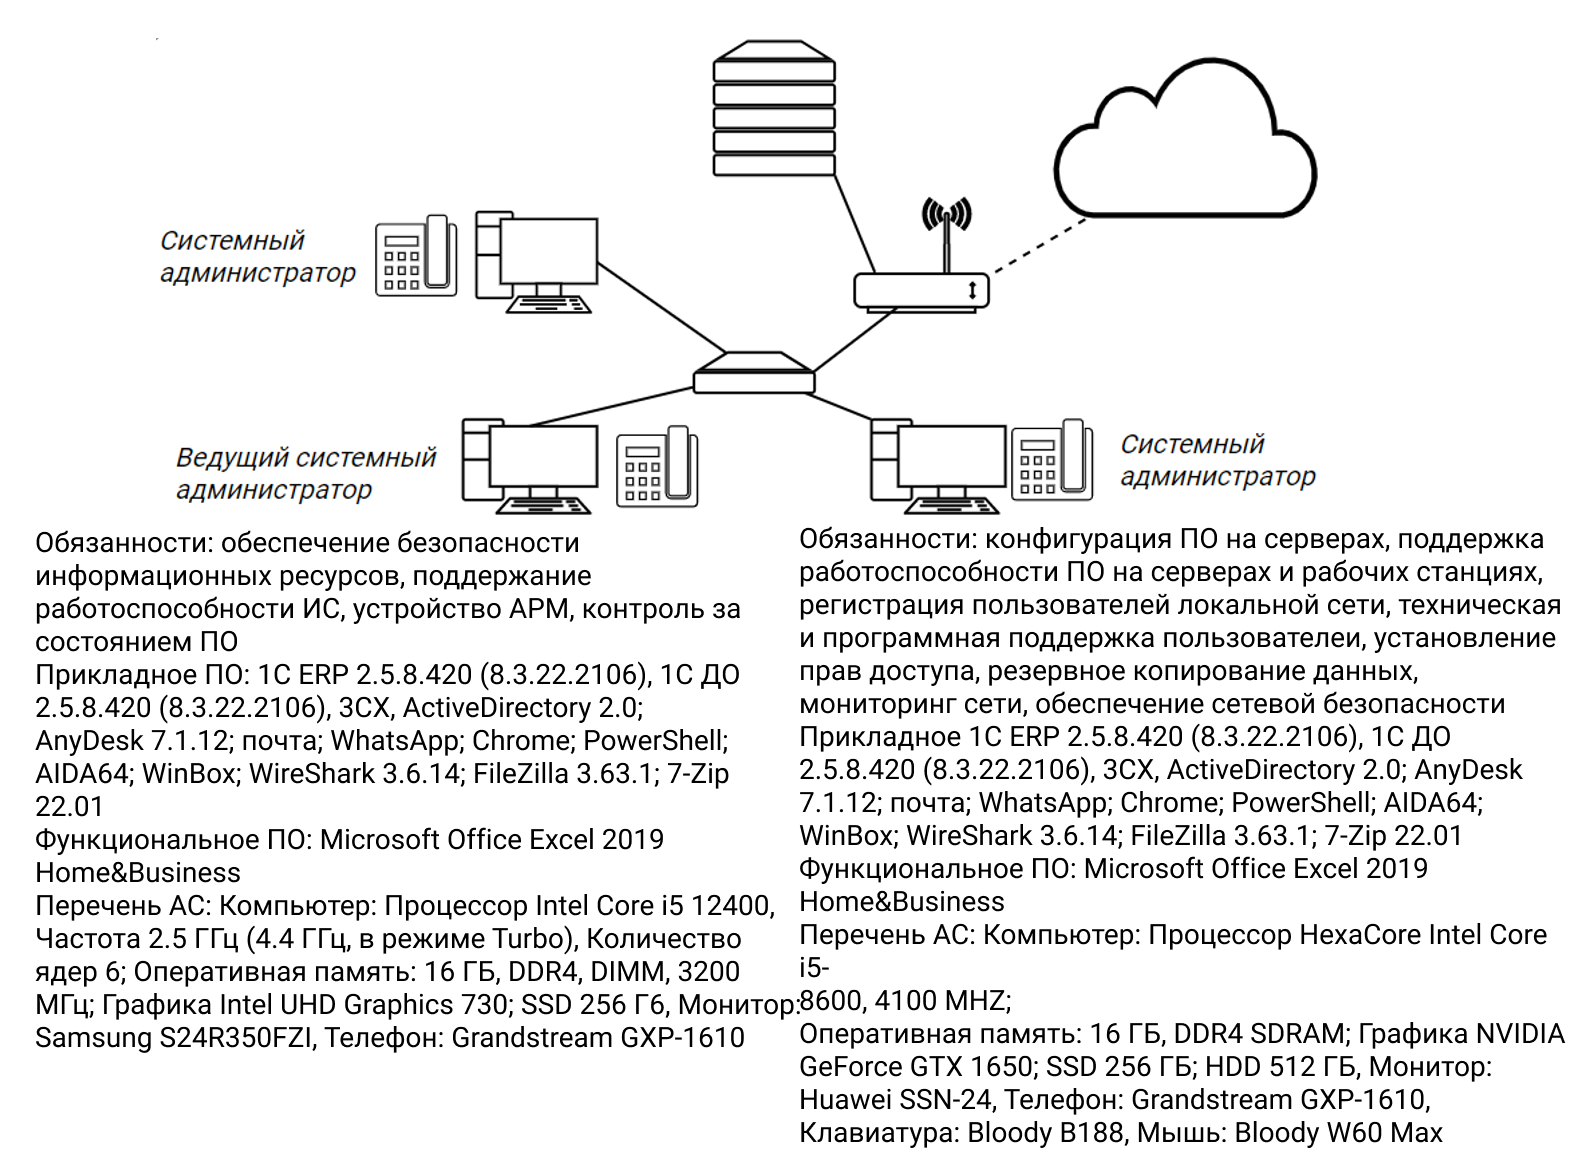 Системный
администратор
Ведущий системный
администратор
Системный
администратор
Обязанности: обеспечение безопасности
информационных ресурсов, поддержание
работоспособности ИС, устройство АРМ, контроль за
состоянием ПО
Прикладное ПО: 1С ERP 2.5.8.420 (8.3.22.2106), 1С ДО
2.5.8.420 (8.3.22.2106), 3CX, ActiveDirectory 2.0;
AnyDesk 7.1.12; почта; WhatsApp; Chrome; PowerShell;
AIDA64; WinBox; WireShark 3.6.14; FileZilla 3.63.1; 7-Zip
22.01
Функциональное ПО: Microsoft Office Excel 2019
Home&Business
Перечень АС: Компьютер: Процессор Intel Core i5 12400,
Частота 2.5 ГГц (4.4 ГГц, в режиме Turbo), Количество
ядер 6; Оперативная память: 16 ГБ, DDR4, DIMM, 3200
МГц; Графика Intel UHD Graphics 730; SSD 256 Г6, Монитор:
Samsung S24R350FZI, Телефон: Grandstream GXP-1610
Обязанности: конфигурация ПО на серверах, поддержка
работоспособности ПО на серверах и рабочих станциях,
регистрация пользователей локальной сети, техническая
и программная поддержка пользователеи, установление
прав доступа, резервное копирование данных,
мониторинг сети, обеспечение сетевой безопасности
Прикладное 1С ERP 2.5.8.420 (8.3.22.2106), 1С ДО
2.5.8.420 (8.3.22.2106), 3CX, ActiveDirectory 2.0; AnyDesk
7.1.12; почта; WhatsApp; Chrome; PowerShell; AIDA64;
WinBox; WireShark 3.6.14; FileZilla 3.63.1; 7-Zip 22.01
Функциональное ПО: Microsoft Office Excel 2019
Home&Business
Перечень АС: Компьютер: Процессор HexaCore Intel Core
i5-
8600, 4100 MHZ;
Оперативная память: 16 ГБ, DDR4 SDRAM; Графика NVIDIA
GeForce GTX 1650; SSD 256 ГБ; HDD 512 ГБ, Монитор:
Huawei SSN-24, Телефон: Grandstream GXP-1610,
Клавиатура: Bloody B188, Мышь: Bloody W60 Max